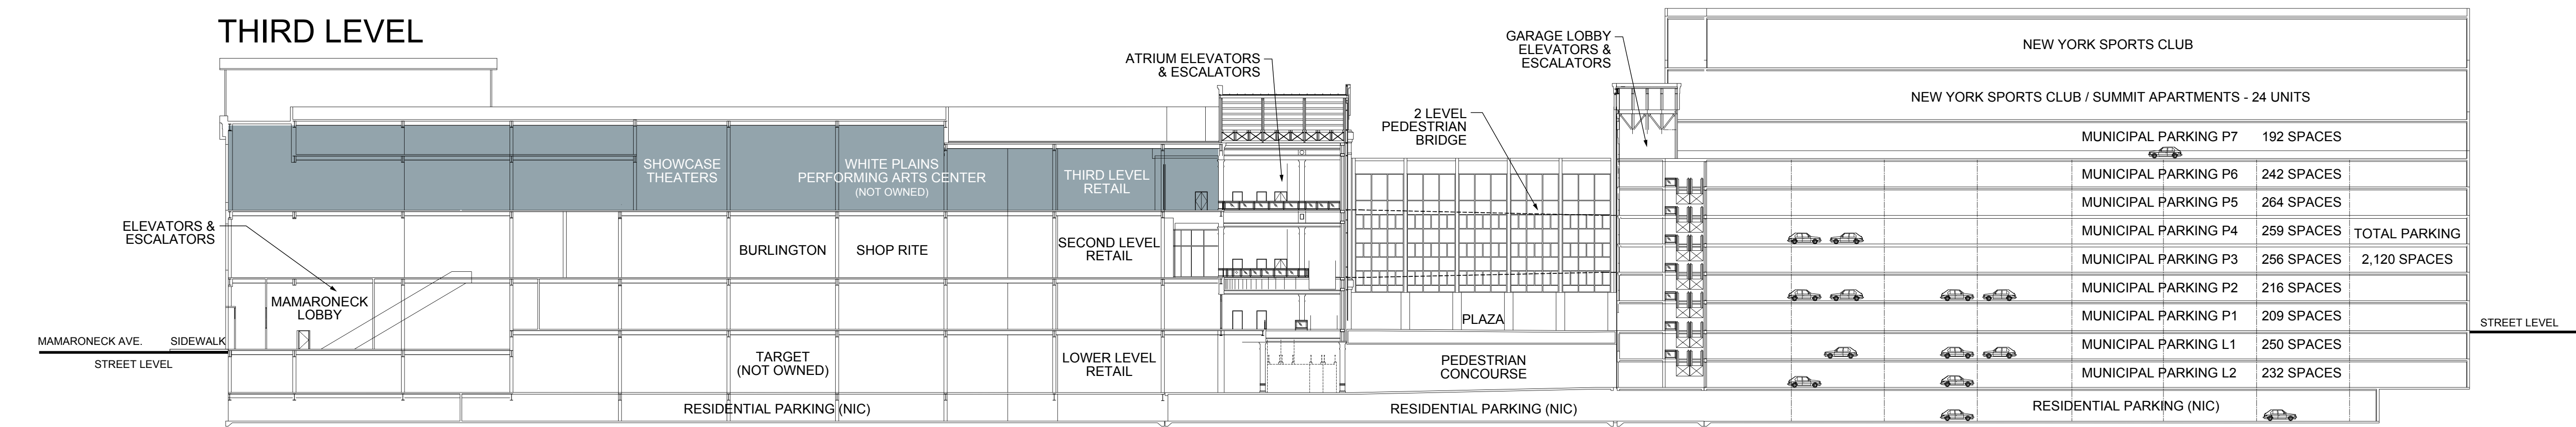 THIRD LEVEL
ATRIUM ELEVATORS
& ESCALATORS
GARAGE LOBBY
ELEVATORS &
ESCALATORS
2 LEVEL
PEDESTRIAN
BRIDGE
NEW YORK SPORTS CLUB
NEW YORK SPORTS CLUB / SUMMIT APARTMENTS - 24 UNITS
MUNICIPAL PARKING P7 192 SPACES
MUNICIPAL PARKING P6 242 SPACES
MUNICIPAL PARKING P5 264 SPACES
MUNICIPAL PARKING P4 259 SPACES
MUNICIPAL PARKING P3 256 SPACES
MUNICIPAL PARKING P2 216 SPACES
MUNICIPAL PARKING P1 209 SPACES
MUNICIPAL PARKING L1 250 SPACES
MUNICIPAL PARKING L2 232 SPACES
TOTAL PARKING
2,120 SPACES
SHOWCASE
THEATERS
WHITE PLAINS
PERFORMING ARTS CENTER
(NOT OWNED)
THIRD LEVEL
RETAIL
ELEVATORS &
ESCALATORS
BURLINGTON
SHOP RITE
SECOND LEVEL
RETAIL
MAMARONECK
LOBBY
PLAZA
MAMARONECK AVE.
SIDEWALK
STREET LEVEL
STREET LEVEL
TARGET
(NOT OWNED)
LOWER LEVEL
RETAIL
PEDESTRIAN
CONCOURSE
RESIDENTIAL PARKING (NIC)
RESIDENTIAL PARKING (NIC)
RESIDENTIAL PARKING (NIC)